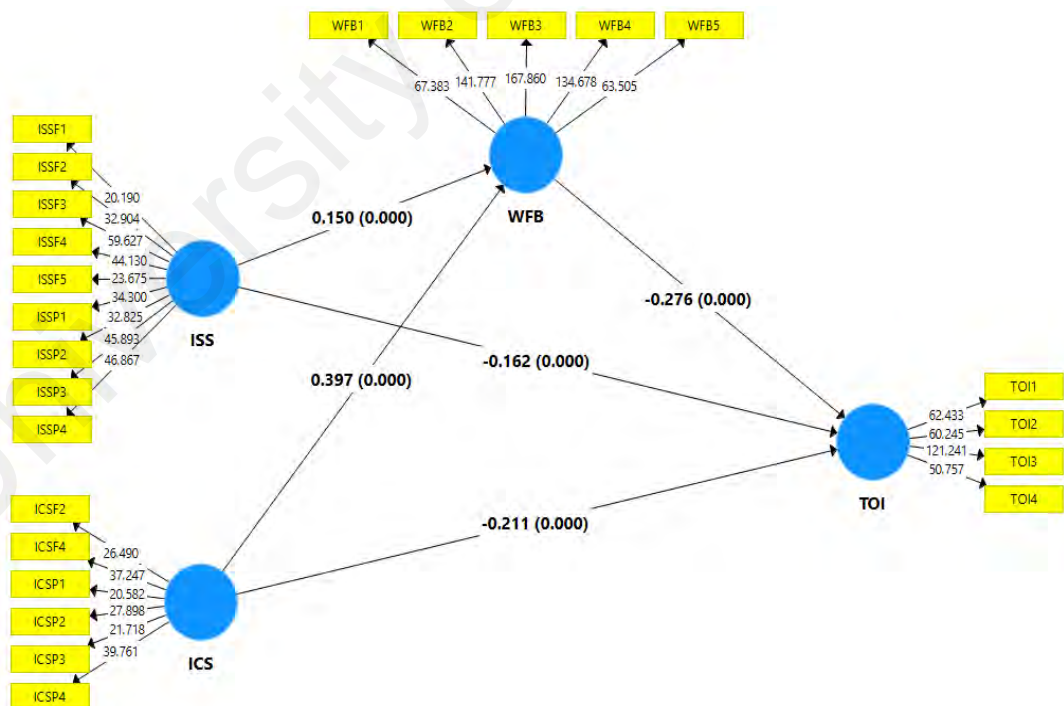 WFB1 WFB2 WFB3 WFB4 WFB5
67.383 141.777 167.860 134.678 63.505
WFB
ISSF1
ISSF2
ISSF3
ISSF4
ISSF5
ISSP1
ISSP2
ISSP3
ISSP4
20.190
32.904
59.627
44.130
23.675
34.300
32.825
45.893
46.867
ISS
0.150 (0.000)
0.397 (0.000)
-0.276 (0.000)
-0.162 (0.000)
-0.211 (0.000)
TOI1
TOI2
TOI3
TOI4
62.433
60.245
121.241
50.757
TOI
ICSF2
ICSF4
ICSP1
ICSP2
ICSP3
ICSP4
26.490
37.247
20.582
27.898
21.718
39.761
ICS
University